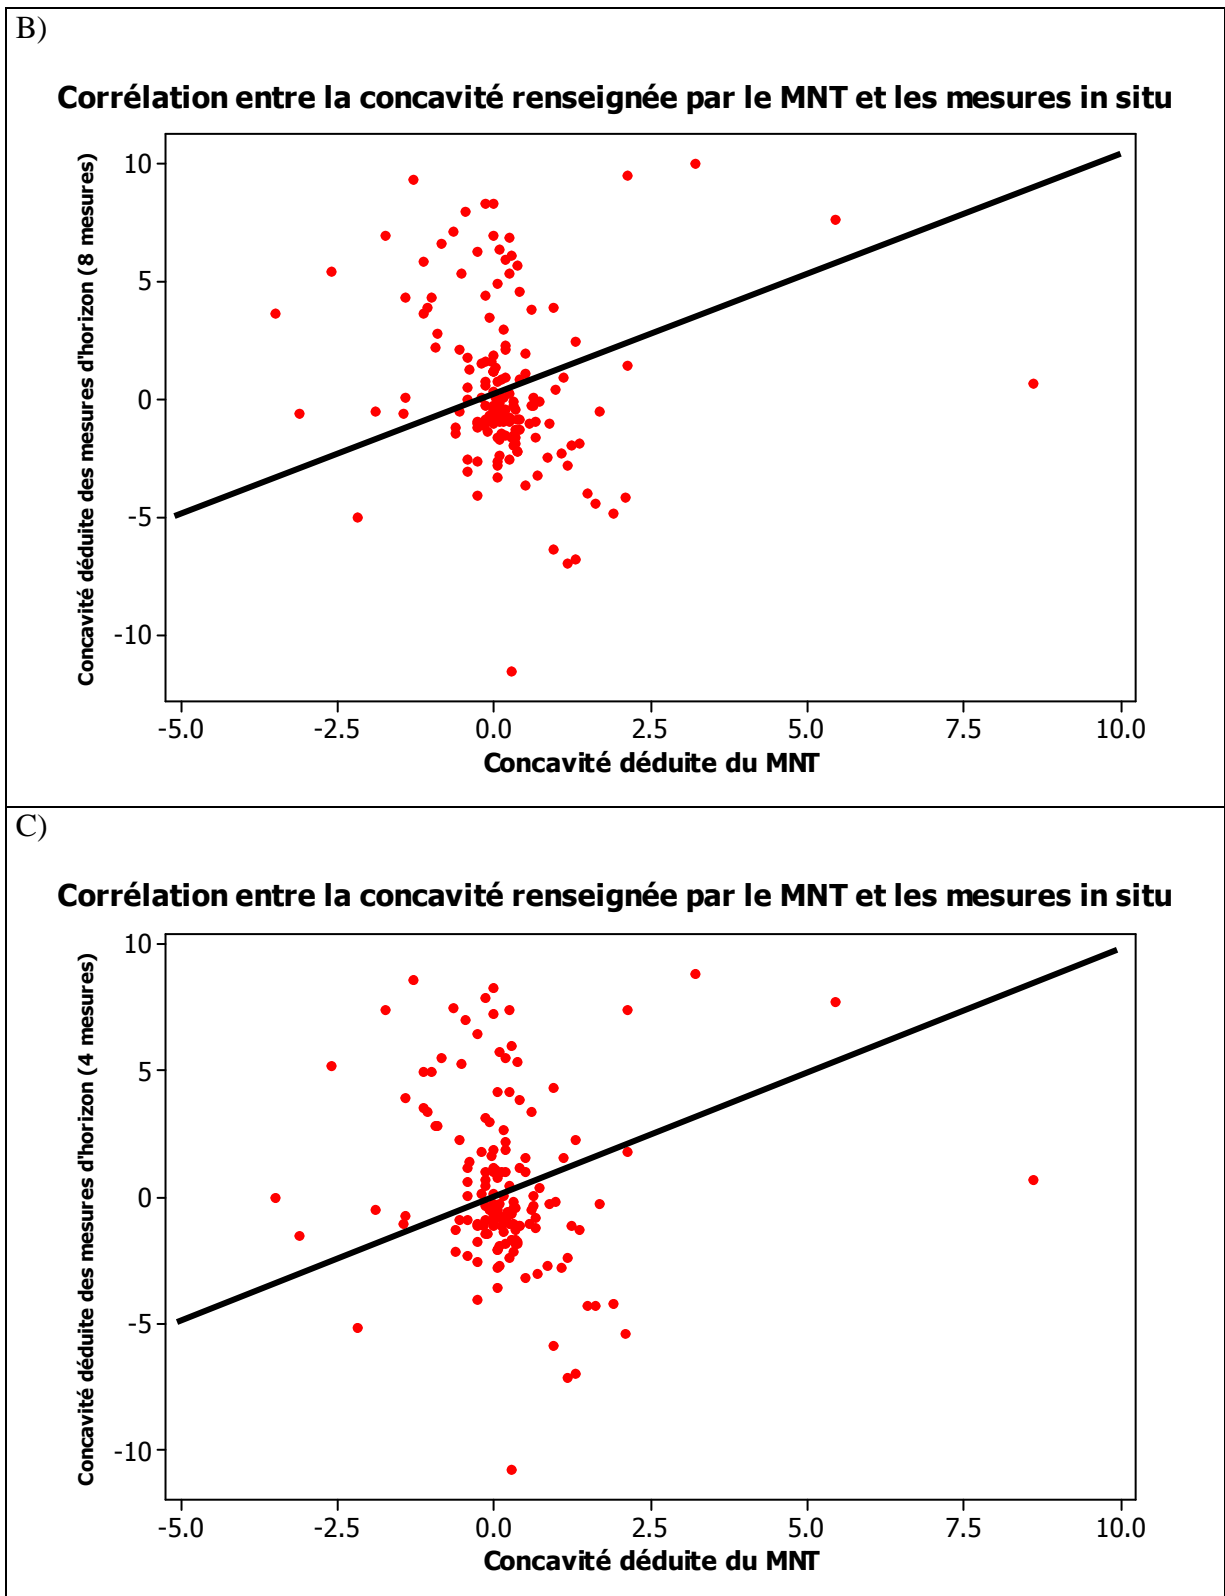 B)
Corrélation entre la concavité renseignée par le MNT et les mesures in situ
Concavité déduite des mesures d'horizon (8 mesures)
10
5
0
-5
-10
-5.0 -2.5 0.0 2.5 5.0 7.5 10.0
Concavité déduite du MNT
C)
Corrélation entre la concavité renseignée par le MNT et les mesures in situ
Concavité déduite des mesures d'horizon (4 mesures)
10
5
0
-5
-10
-5.0 -2.5 0.0 2.5 5.0 7.5 10.0
Concavité déduite du MNT